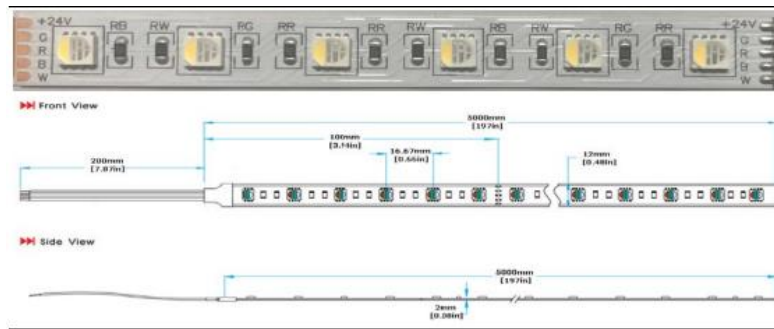 +24V RB RW RG RR RR RW RB RW RG RR +24V
G G
R R
B B
W W
Front View
5000mm
[197in]
100mm
[3.94in]
200mm
[7.87in]
16.67mm
[0.66in]
12mm
[0.48in]
Side View
5000mm
[197in]
2mm
[0.08in]